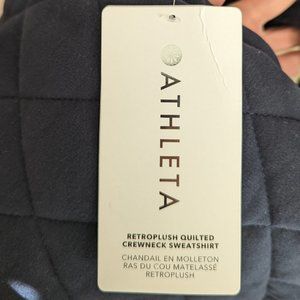 ATHLETA
RETROPLUSH QUILTED
CREWNECK SWEATSHIRT
CHANDAIL EN MOLLETON
RAS DU COU MATELASSÉ
RETROPLUSH